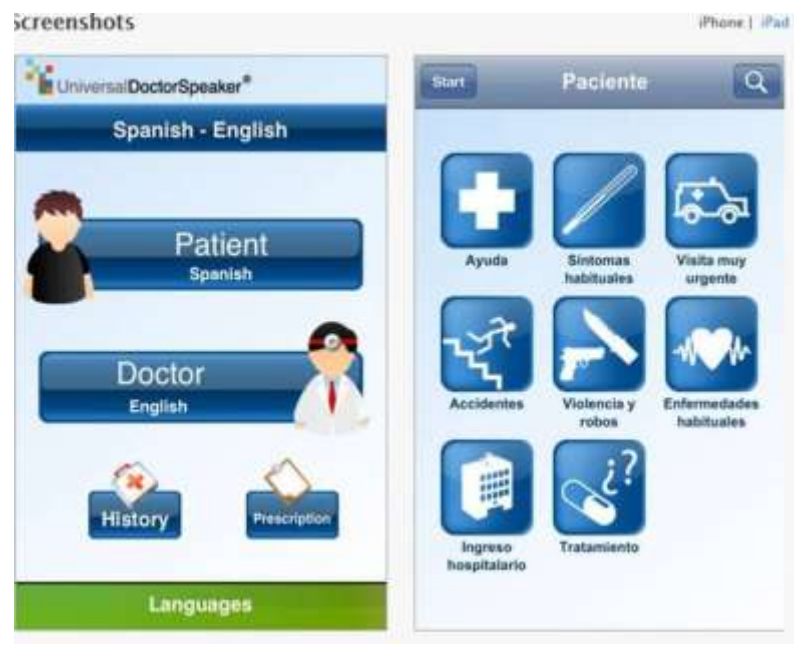 Screenshots
iPhone | iPad
UniversalDoctorSpeaker®
Spanish - English
Patient
Spanish
Doctor
English
History
Prescription
Languages
Start
Paciente
Ayuda
Síntomas
habituales
Visita muy
urgente
Accidentes
Violencia y
robos
Enfermedades
habituales
Ingreso
hospitalario
Tratamiento
¿?